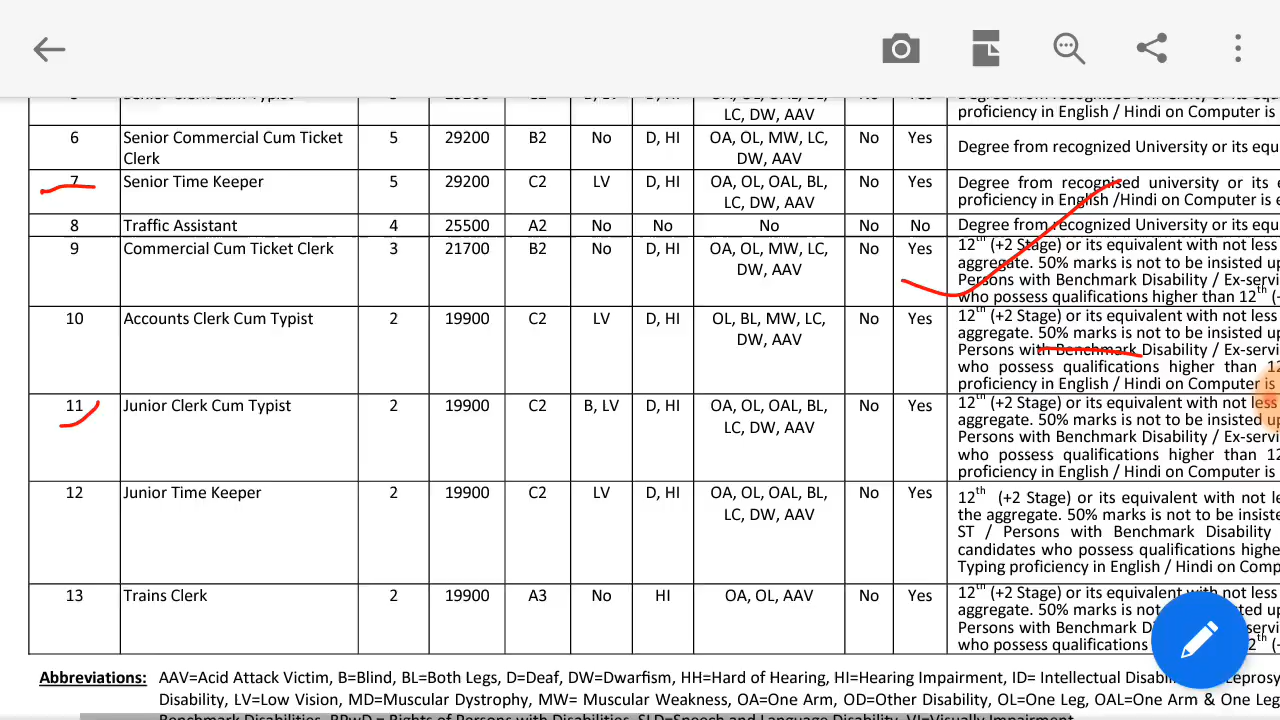 LC, DW, AAV
proficiency in English / Hindi on Computer is
6 Senior Commercial Cum Ticket Clerk 5 29200 B2 No D, HI OA, OL, MW, LC, DW, AAV No Yes Degree from recognized University or its equ
7 Senior Time Keeper 5 29200 C2 LV D, HI OA, OL, OAL, BL, LC, DW, AAV No Yes Degree from recognised university or its e
proficiency in English /Hindi on Computer is e
8 Traffic Assistant 4 25500 A2 No No No No No Degree from recognized University or its equ
9 Commercial Cum Ticket Clerk 3 21700 B2 No D, HI OA, OL, MW, LC, DW, AAV No Yes 12th (+2 Stage) or its equivalent with not less
aggregate. 50% marks is not to be insisted up
Persons with Benchmark Disability / Ex-servi
who possess qualifications higher than 12th (
10 Accounts Clerk Cum Typist 2 19900 C2 LV D, HI OL, BL, MW, LC, DW, AAV No Yes 12th (+2 Stage) or its equivalent with not less
aggregate. 50% marks is not to be insisted up
Persons with Benchmark Disability / Ex-servi
who possess qualifications higher than 12
proficiency in English / Hindi on Computer is
11 Junior Clerk Cum Typist 2 19900 C2 B, LV D, HI OA, OL, OAL, BL, LC, DW, AAV No Yes 12th (+2 Stage) or its equivalent with not less
aggregate. 50% marks is not to be insisted up
Persons with Benchmark Disability / Ex-servi
who possess qualifications higher than 12
proficiency in English / Hindi on Computer is
12 Junior Time Keeper 2 19900 C2 LV D, HI OA, OL, OAL, BL, LC, DW, AAV No Yes 12th (+2 Stage) or its equivalent with not le
the aggregate. 50% marks is not to be insiste
ST / Persons with Benchmark Disability
candidates who possess qualifications highe
Typing proficiency in English / Hindi on Comp
13 Trains Clerk 2 19900 A3 No HI OA, OL, AAV No Yes 12th (+2 Stage) or its equivalent with not less
aggregate. 50% marks is not
Persons with Benchmark
who possess qualifications
Abbreviations: AAV=Acid Attack Victim, B=Blind, BL=Both Legs, D=Deaf, DW=Dwarfism, HH=Hard of Hearing, HI=Hearing Impairment, ID= Intellectual
Disability, LV=Low Vision, MD=Muscular Dystrophy, MW= Muscular Weakness, OA=One Arm, OD=Other Disability, OL=One Leg, OAL=One Arm & One Leg